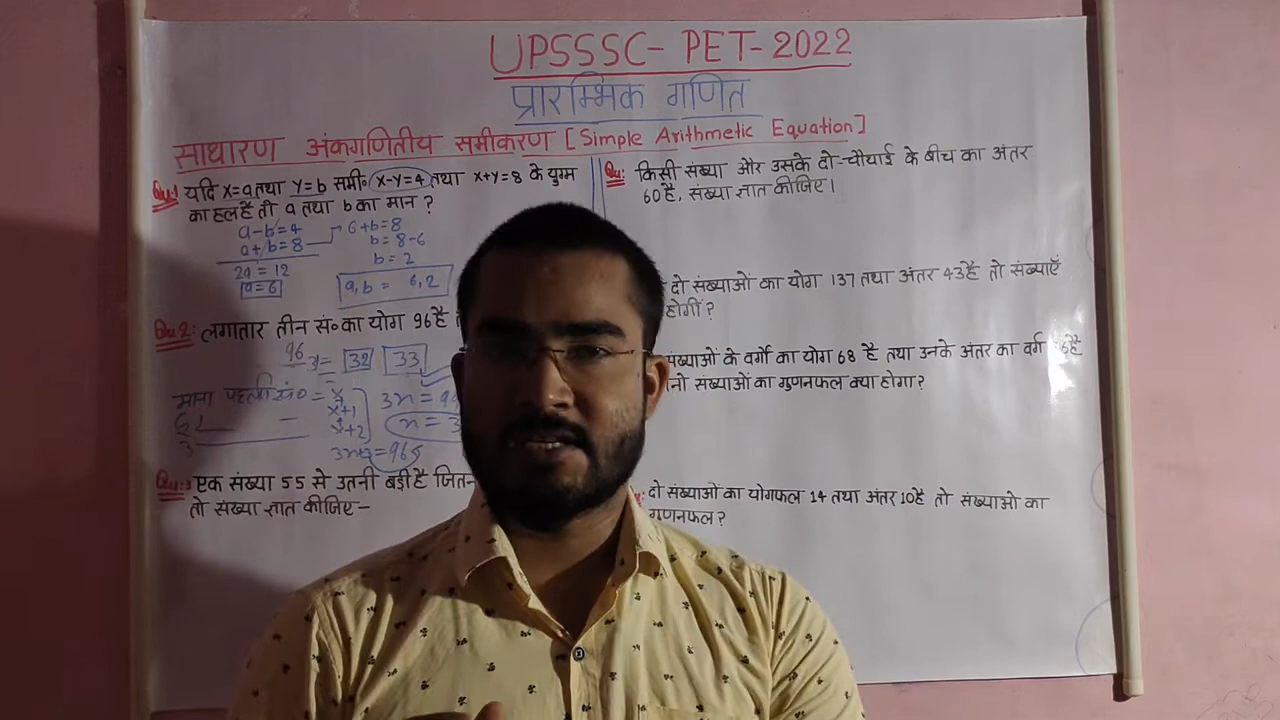 UPSSSC- PET-2022
प्रारम्भिक गणित
साधारण अंकगणितीय समीकरण [Simple Arithmetic Equation]
Qu:1 यदि x=a तथा y=b समी० x-y=4 तथा x+y=8 के युग्म
का हल है तो a तथा b का मान ?
a-b=4
a+b=8
2a = 12
a=6
6+b=8
b=8-6
b=2
a,b = 6,2
Qu 2: लगातार तीन सं० का योग 96 है
96
3
= 32 33
माना पहली सं० = x
x+1
x+2
3x+3=96
3x =
x = 3
Qu:3 एक संख्या 55 से उतनी बड़ी है
तो संख्या ज्ञात कीजिए-
Qu: किसी संख्या और उसके दो-चौथाई के बीच का अंतर
60 है, संख्या ज्ञात कीजिए।
दो संख्याओं का योग 137 तथा अंतर 43 है तो संख्याएँ
होगीं ?
संख्याओं के वर्गो का योग 68 है तथा उनके अंतर का वर्ग
संख्याओं का गुणनफल क्या होगा?
दो संख्याओं का योगफल 14 तथा अंतर 10 है तो संख्याओ का
गुणनफल ?